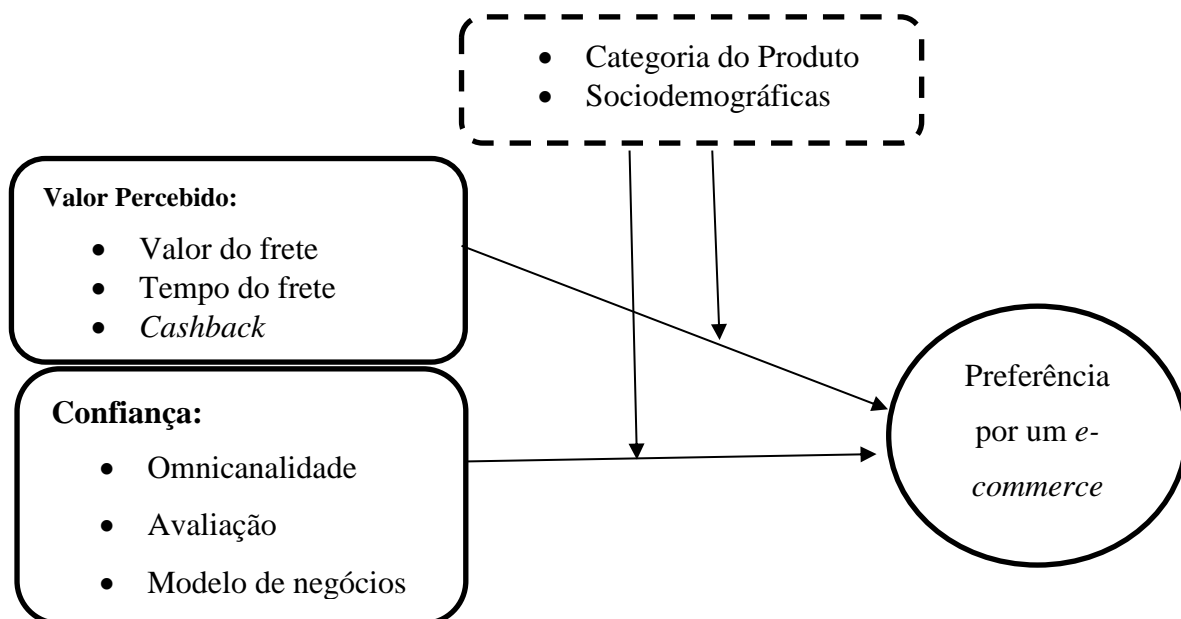 Categoria do Produto
Sociodemográficas
Valor Percebido:
Valor do frete
Tempo do frete
Cashback
Confiança:
Omnicanalidade
Avaliação
Modelo de negócios
Preferência
por um e-
commerce